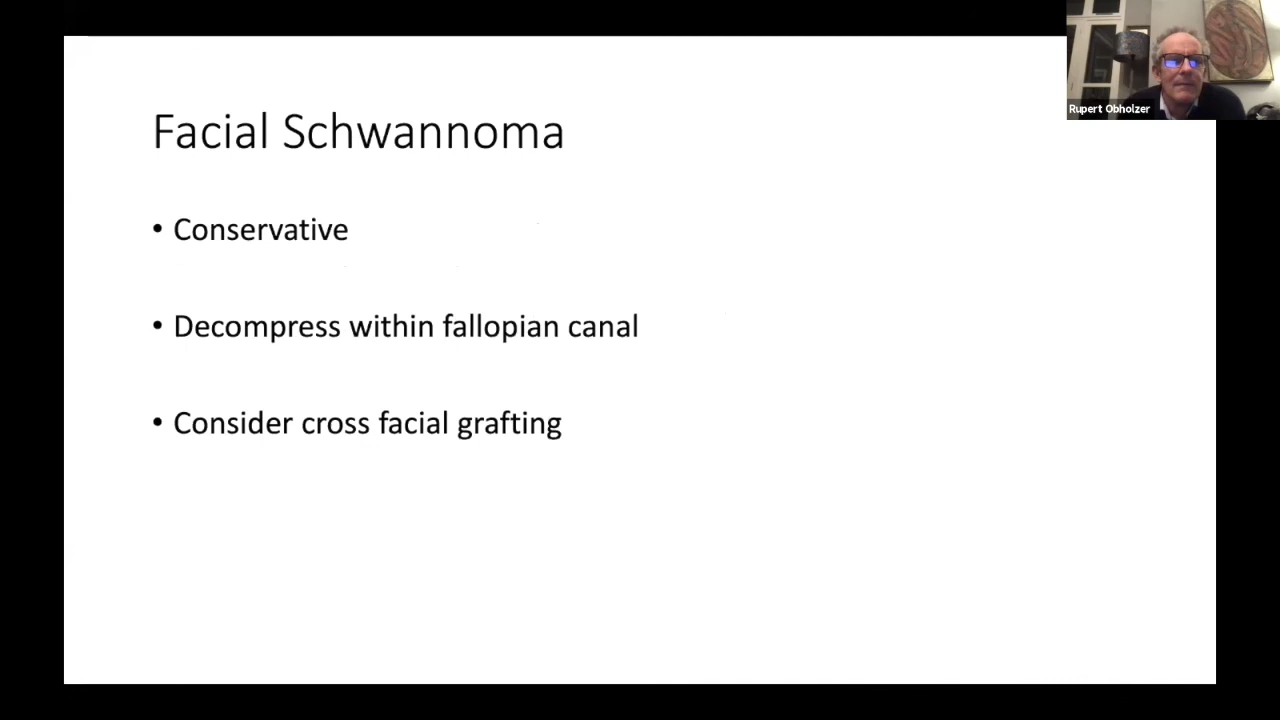 Rupert Obholzer
Facial Schwannoma
• Conservative
• Decompress within fallopian canal
• Consider cross facial grafting